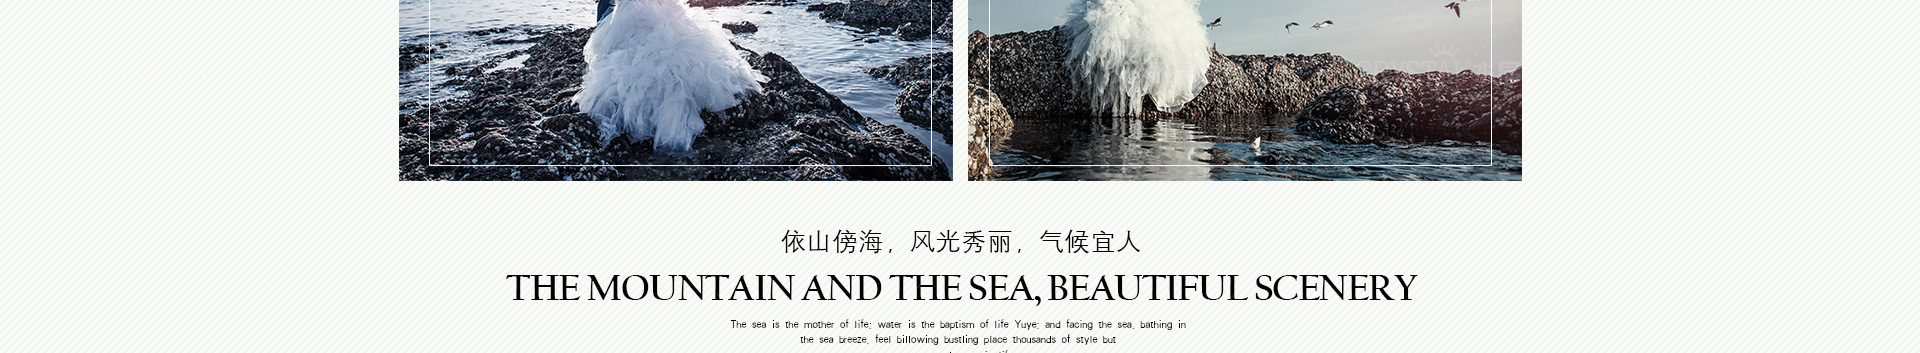 依山傍海，风光秀丽，气候宜人
THE MOUNTAIN AND THE SEA, BEAUTIFUL SCENERY
The sea is the mother of life; water is the baptism of life Yuye; and facing the sea, bathing in
the sea breeze, feel billowing bustling place thousands of style but